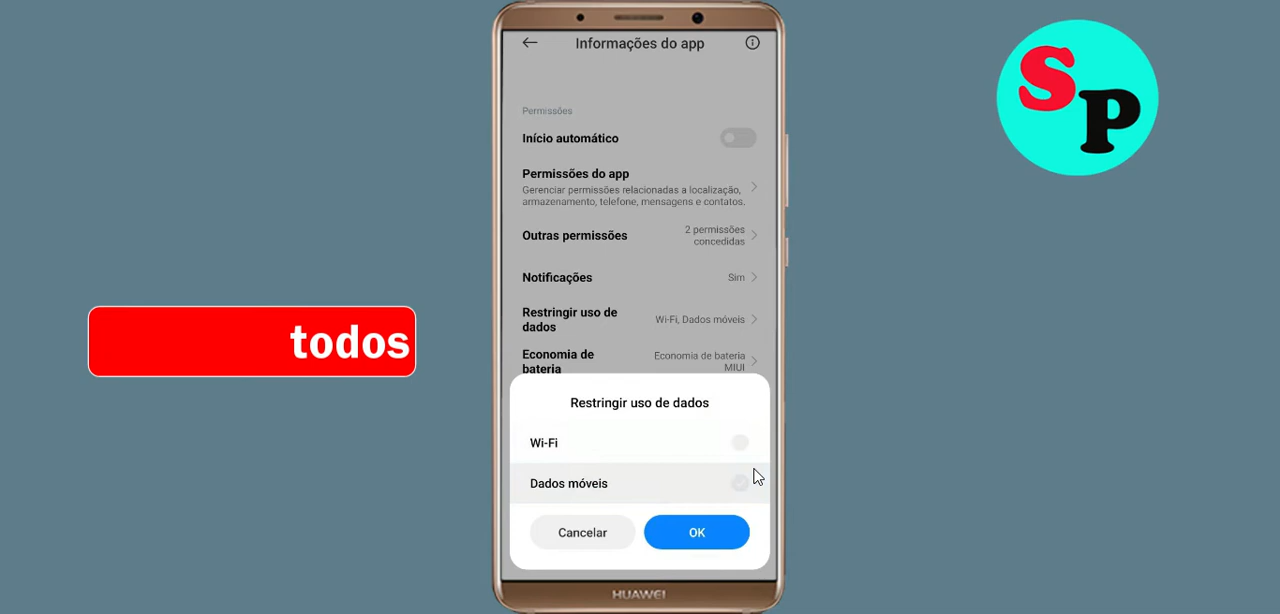 Informações do app
Permissões
Início automático
Permissões do app
Gerenciar permissões relacionadas a localização,
armazenamento, telefone, mensagens e contatos.
Outras permissões
2 permissões
concedidas
Notificações
Sim
Restringir uso de
dados
Wi-Fi, Dados móveis
Economia de
bateria
Economia de bateria
MIUI
Restringir uso de dados
Wi-Fi
Dados móveis
Cancelar
OK
HUAWEI
todos
SP